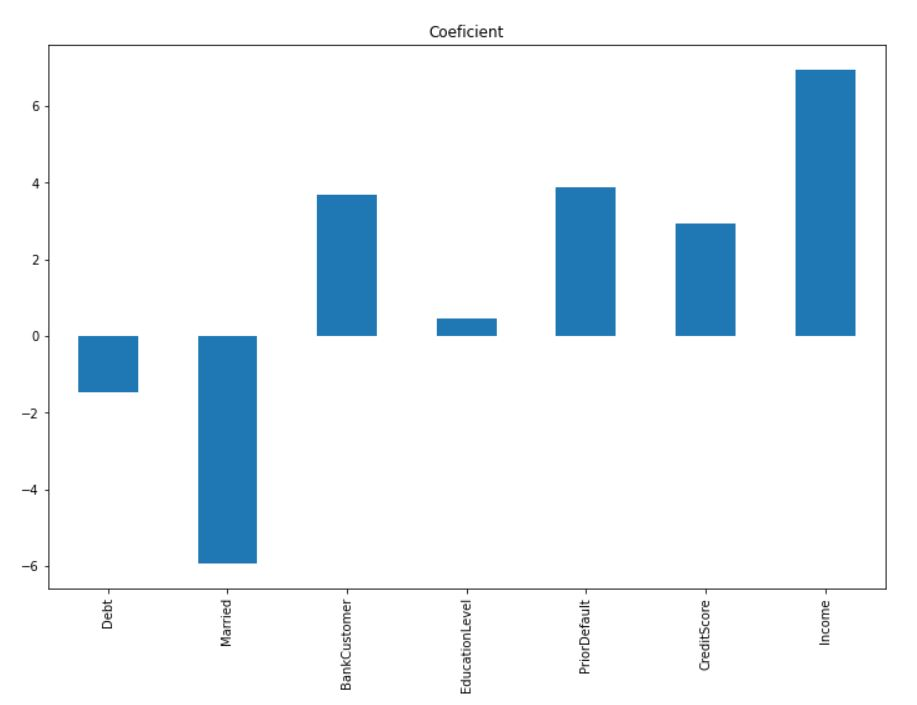 Coeficient
6
4
2
0
−2
−4
−6
Debt
Married
BankCustomer
EducationLevel
PriorDefault
CreditScore
Income